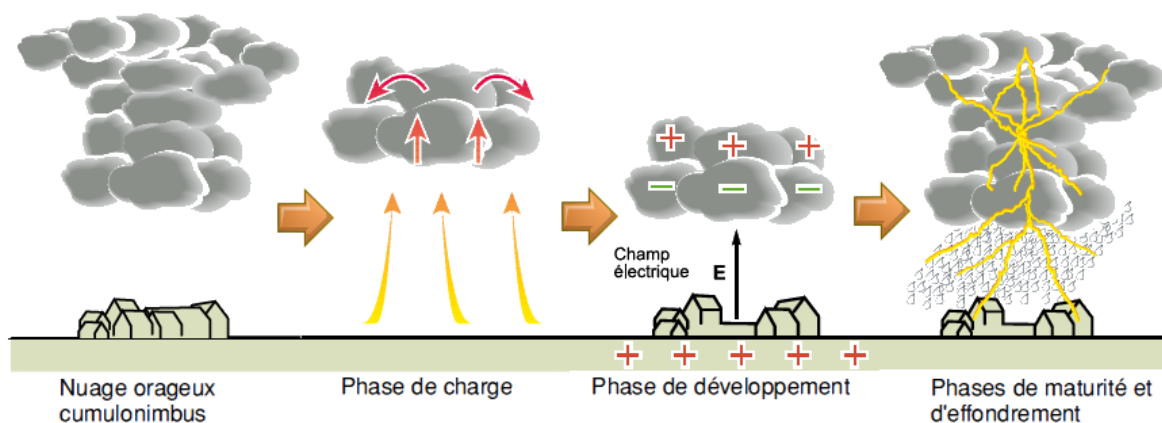 Champ
électrique
E
Nuage orageux
cumulonimbus
Phase de charge
Phase de développement
Phases de maturité et
d'effondrement